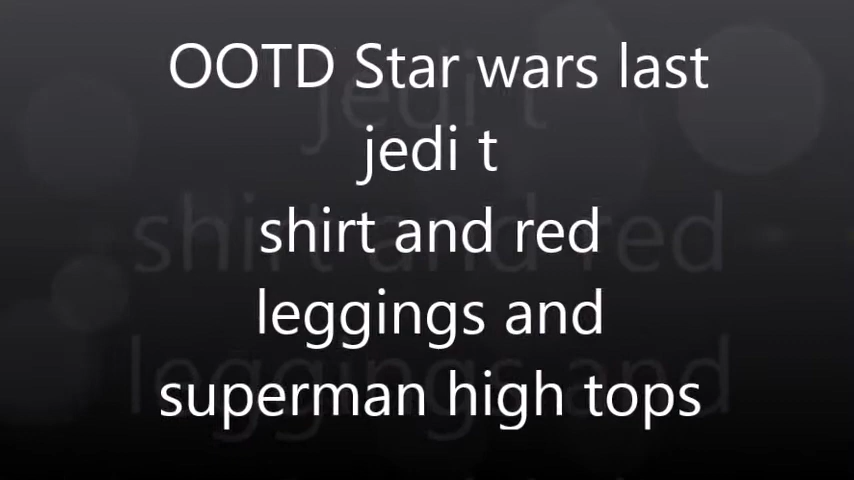 OOTD Star wars last
jedi t
shirt and red
leggings and
superman high tops